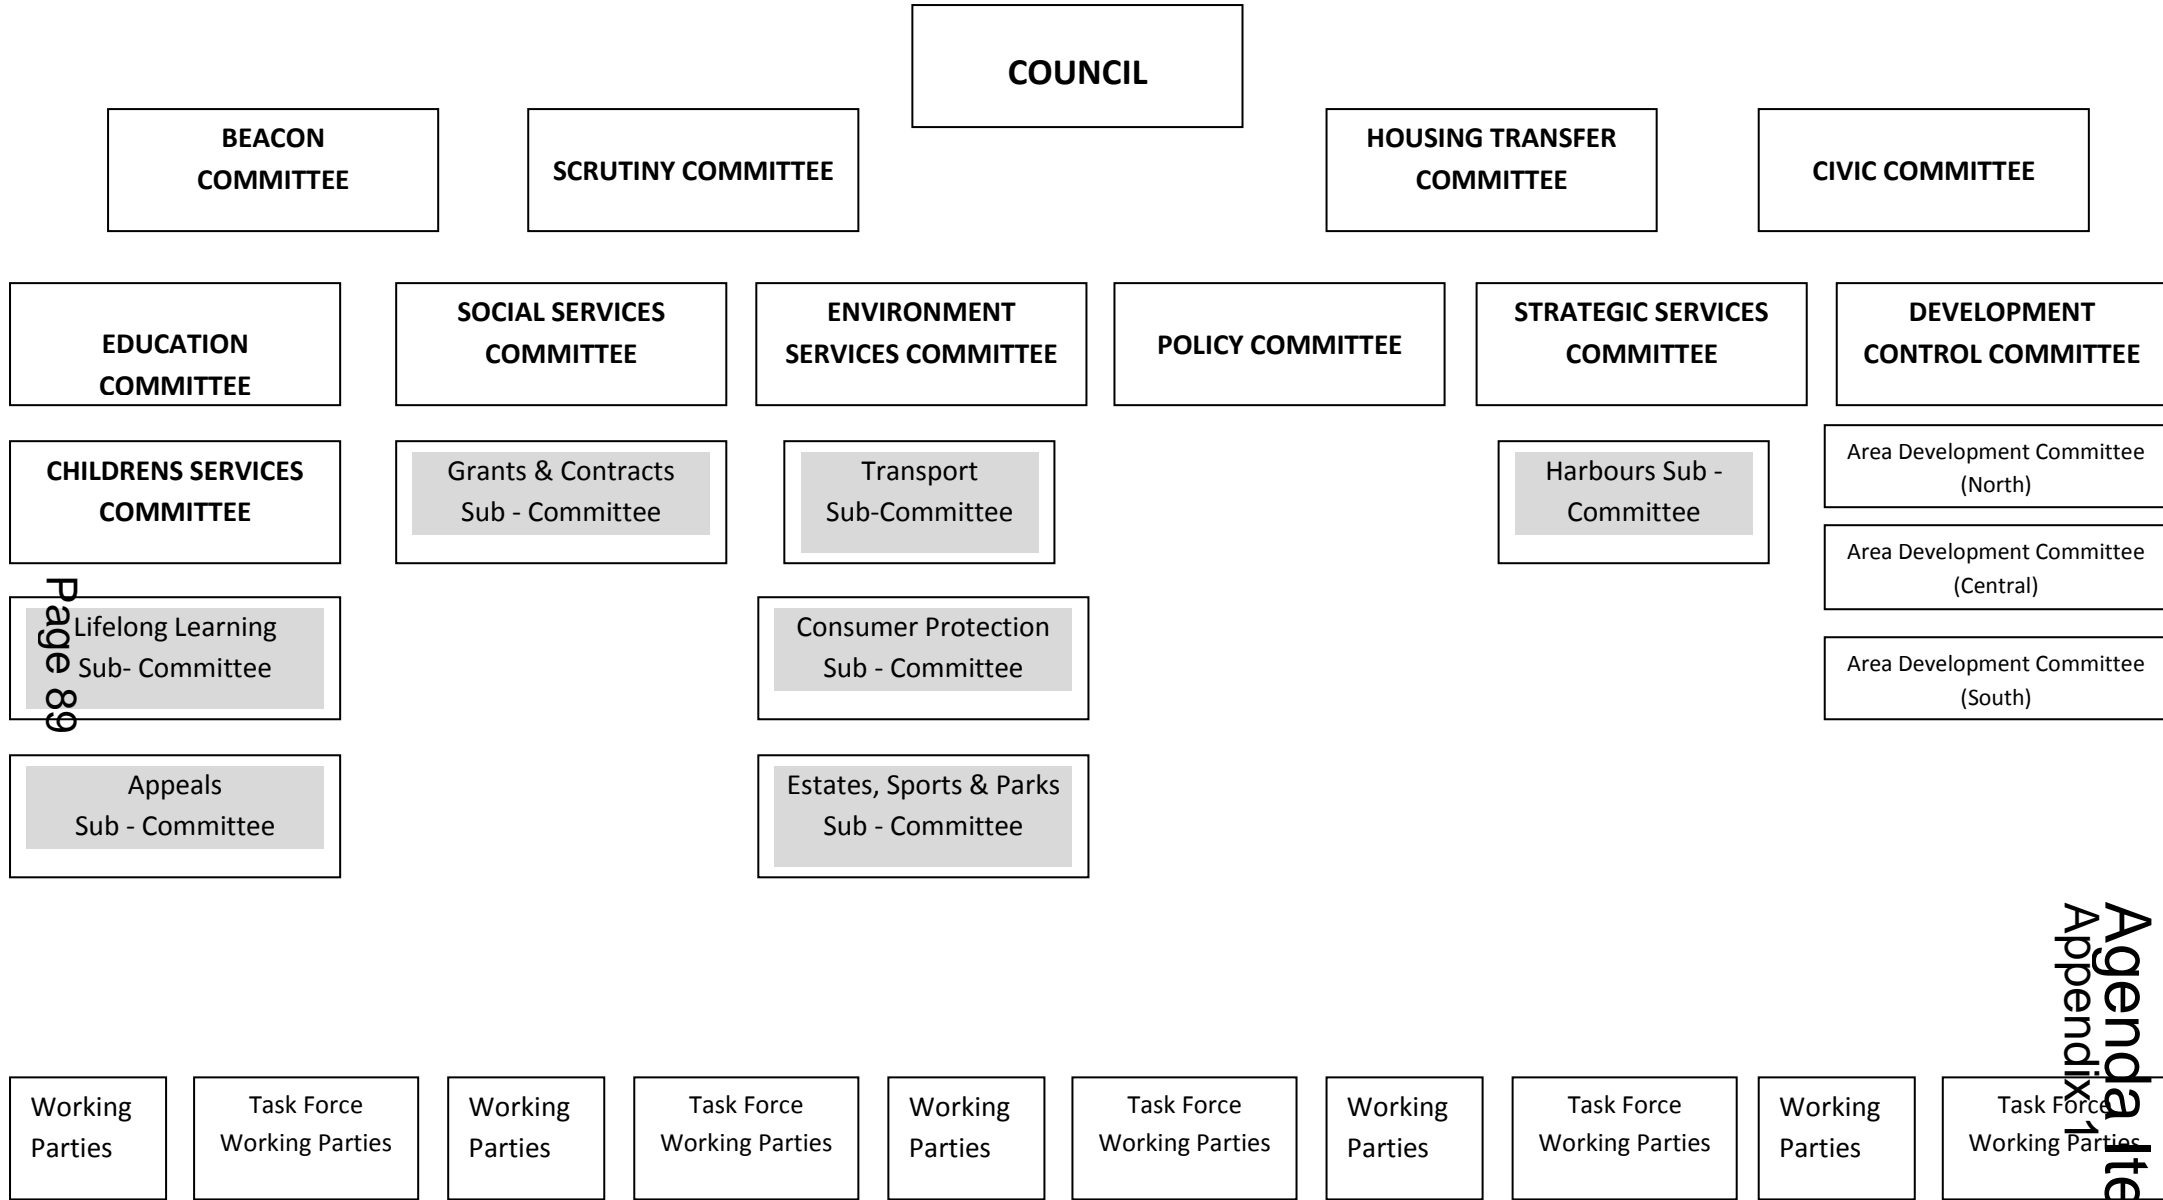 COUNCIL
BEACON
COMMITTEE
SCRUTINY COMMITTEE
HOUSING TRANSFER
COMMITTEE
CIVIC COMMITTEE
EDUCATION
COMMITTEE
SOCIAL SERVICES
COMMITTEE
ENVIRONMENT
SERVICES COMMITTEE
POLICY COMMITTEE
STRATEGIC SERVICES
COMMITTEE
DEVELOPMENT
CONTROL COMMITTEE
CHILDRENS SERVICES
COMMITTEE
Grants & Contracts
Sub - Committee
Transport
Sub-Committee
Harbours Sub -
Committee
Area Development Committee
(North)
Area Development Committee
(Central)
Lifelong Learning
Sub- Committee
Consumer Protection
Sub - Committee
Area Development Committee
(South)
Page 89
Appeals
Sub - Committee
Estates, Sports & Parks
Sub - Committee
Agenda Ite
Appendix 1
Working
Parties
Task Force
Working Parties
Working
Parties
Task Force
Working Parties
Working
Parties
Task Force
Working Parties
Working
Parties
Task Force
Working Parties
Working
Parties
Task Force
Working Parties